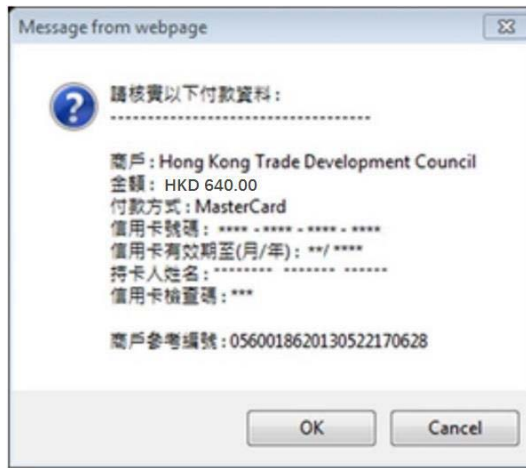 Message from webpage
請核實以下付款資料:
-----------------------------------
商戶: Hong Kong Trade Development Council
金額: HKD 640.00
付款方式: MasterCard
信用卡號碼: **** - **** - **** - ****
信用卡有效期至(月/年): **/ ****
持卡人姓名: ******** ******* ******
信用卡檢查碼: ***
商戶參考編號: 0560018620130522170628
OK
Cancel